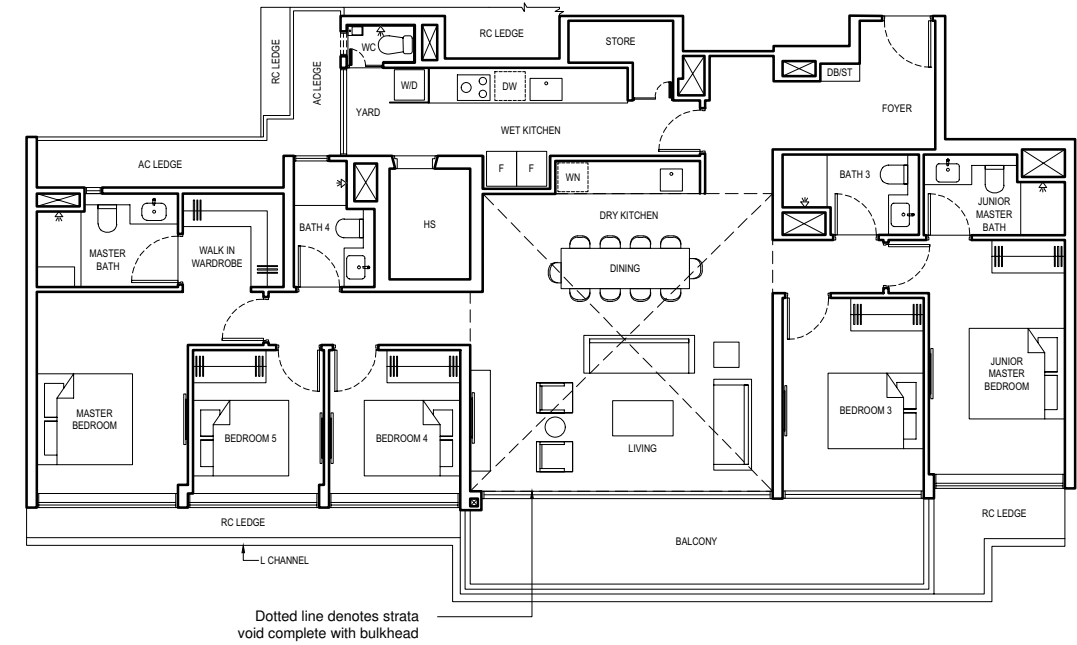 RC LEDGE
STORE
WC
RC LEDGE
AC LEDGE
DB/ST
W/D
DW
YARD
FOYER
WET KITCHEN
AC LEDGE
F
F
WN
BATH 3
JUNIOR
MASTER
BATH
DRY KITCHEN
BATH 4
HS
MASTER
BATH
WALK IN
WARDROBE
DINING
JUNIOR
MASTER
BEDROOM
MASTER
BEDROOM
BEDROOM 5
BEDROOM 4
BEDROOM 3
LIVING
RC LEDGE
RC LEDGE
BALCONY
L CHANNEL
Dotted line denotes strata
void complete with bulkhead